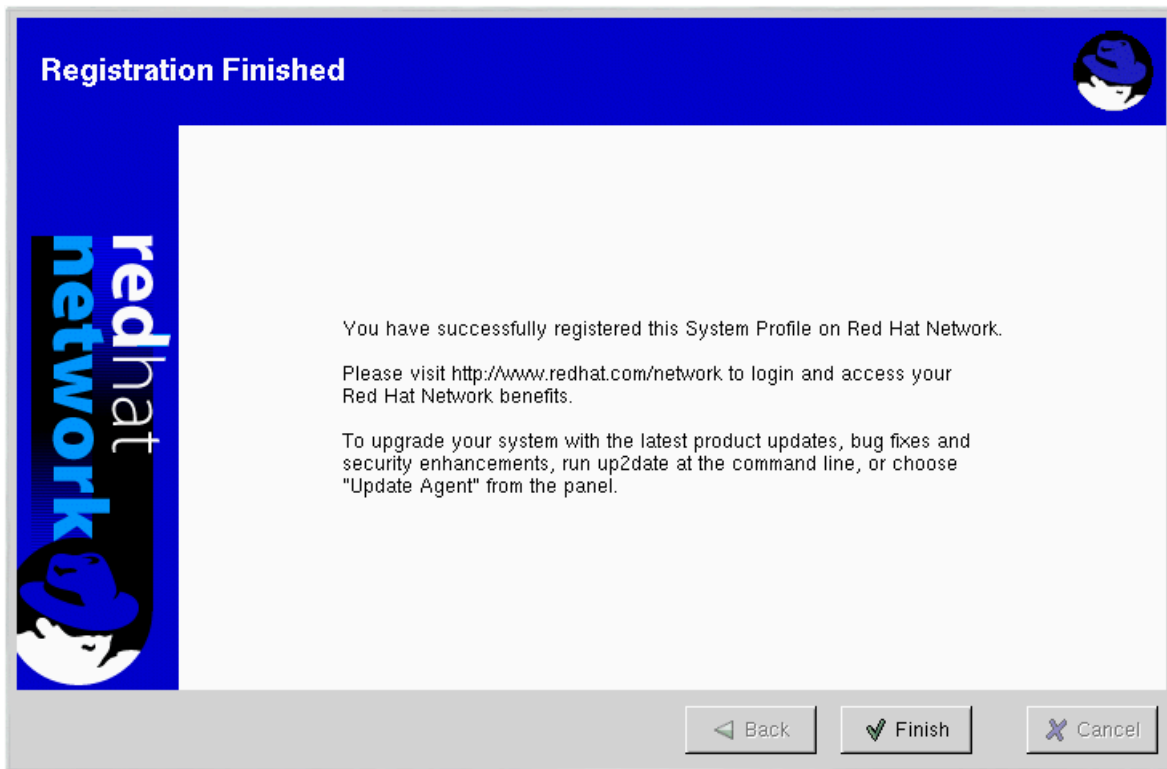 Registration Finished
redhat
network
You have successfully registered this System Profile on Red Hat Network.
Please visit http://www.redhat.com/network to login and access your
Red Hat Network benefits.
To upgrade your system with the latest product updates, bug fixes and
security enhancements, run up2date at the command line, or choose
"Update Agent" from the panel.
Back
Finish
Cancel